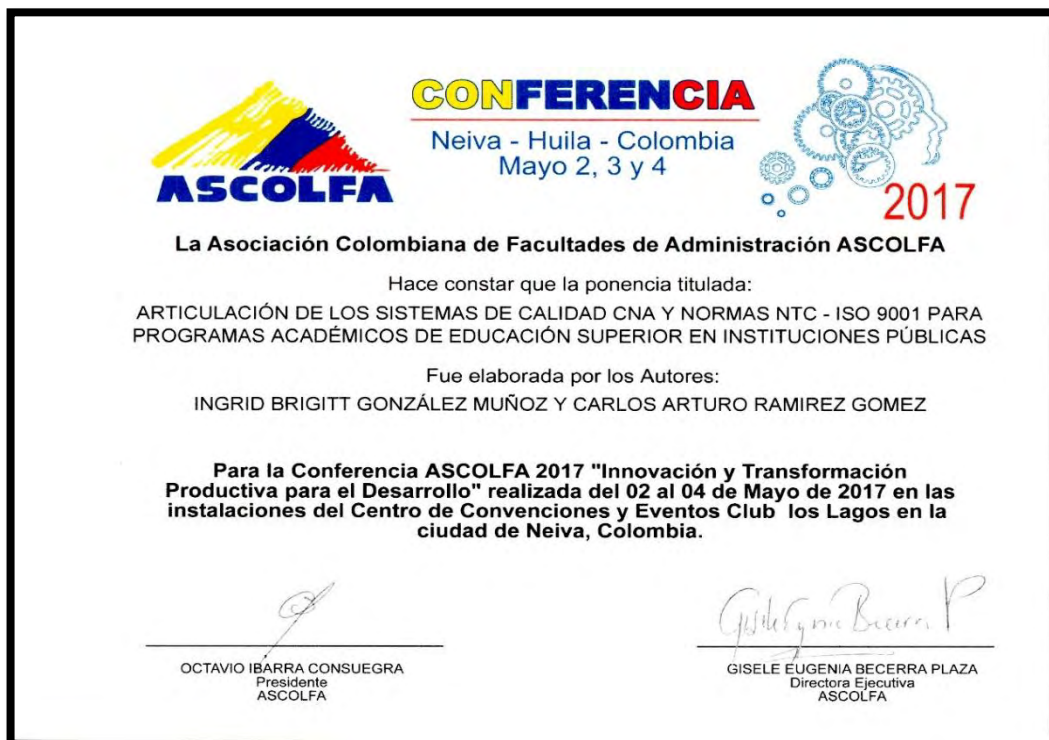 ASCOLFA
CONFERENCIA
Neiva - Huila - Colombia
Mayo 2, 3 y 4
2017
La Asociación Colombiana de Facultades de Administración ASCOLFA
Hace constar que la ponencia titulada:
ARTICULACIÓN DE LOS SISTEMAS DE CALIDAD CNA Y NORMAS NTC - ISO 9001 PARA
PROGRAMAS ACADÉMICOS DE EDUCACIÓN SUPERIOR EN INSTITUCIONES PÚBLICAS
Fue elaborada por los Autores:
INGRID BRIGITT GONZÁLEZ MUÑOZ Y CARLOS ARTURO RAMIREZ GOMEZ
Para la Conferencia ASCOLFA 2017 "Innovación y Transformación
Productiva para el Desarrollo" realizada del 02 al 04 de Mayo de 2017 en las
instalaciones del Centro de Convenciones y Eventos Club los Lagos en la
ciudad de Neiva, Colombia.
OCTAVIO IBARRA CONSUEGRA
Presidente
ASCOLFA
GISELE EUGENIA BECERRA PLAZA
Directora Ejecutiva
ASCOLFA